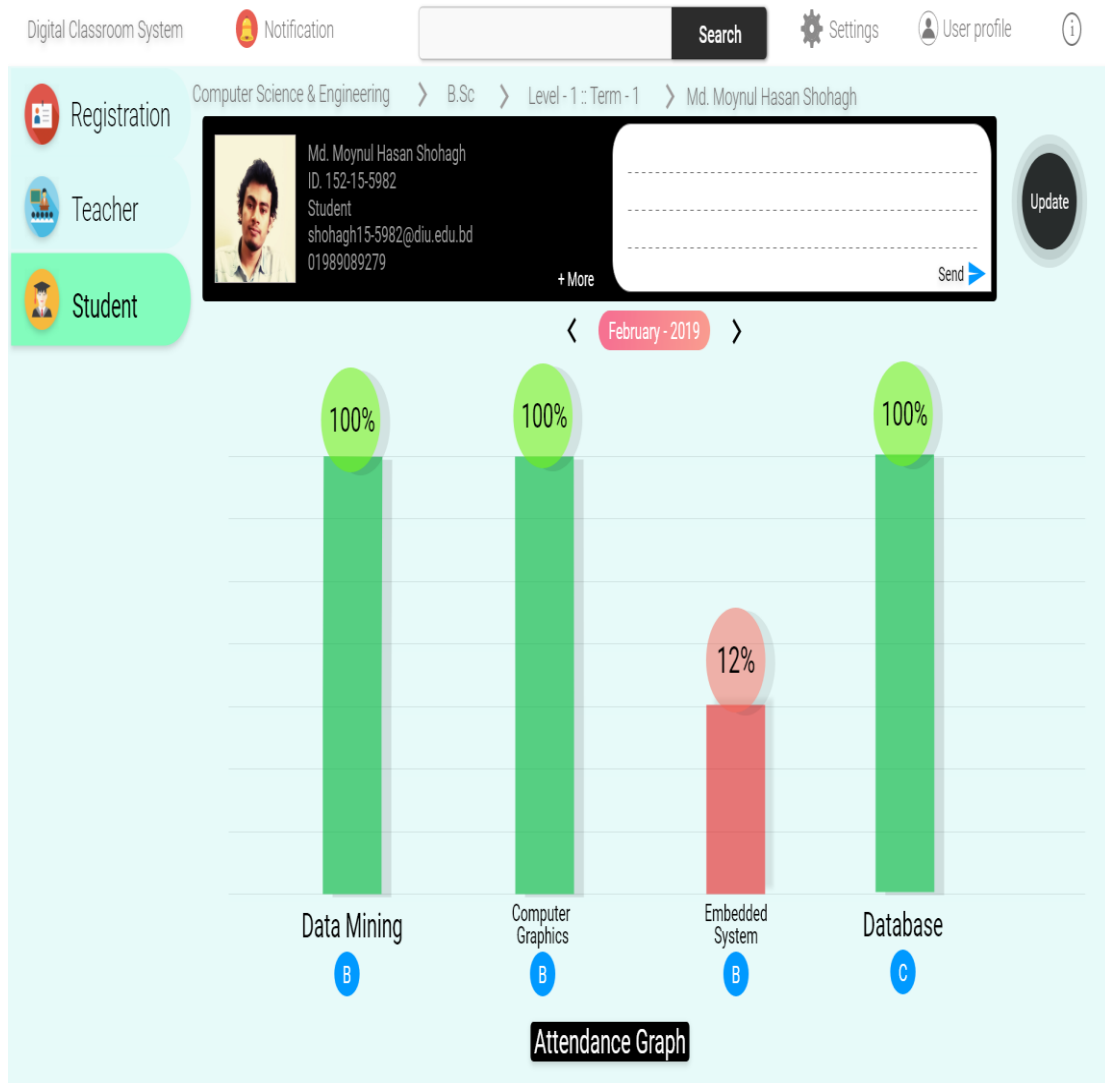 Digital Classroom System
Notification
Search
Settings
User profile
i
Registration
Teacher
Student
Computer Science & Engineering > B.Sc > Level - 1 :: Term - 1 > Md. Moynul Hasan Shohagh
Md. Moynul Hasan Shohagh
ID. 152-15-5982
Student
shohagh15-5982@diu.edu.bd
01989089279
+ More
Send
Update
February - 2019
100%
100%
12%
100%
Data Mining
Computer
Graphics
Embedded
System
Database
B
B
B
C
Attendance Graph